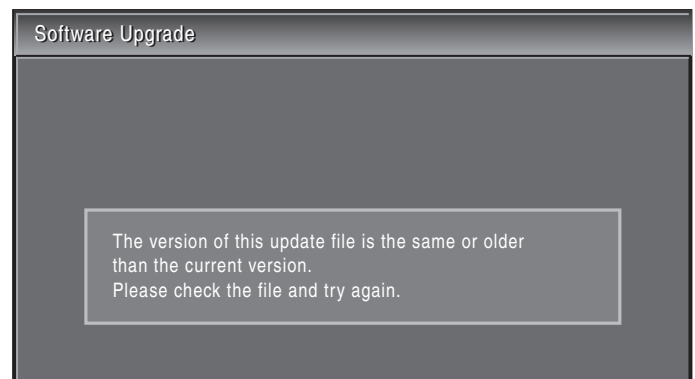 Software Upgrade
The version of this update file is the same or older
than the current version.
Please check the file and try again.